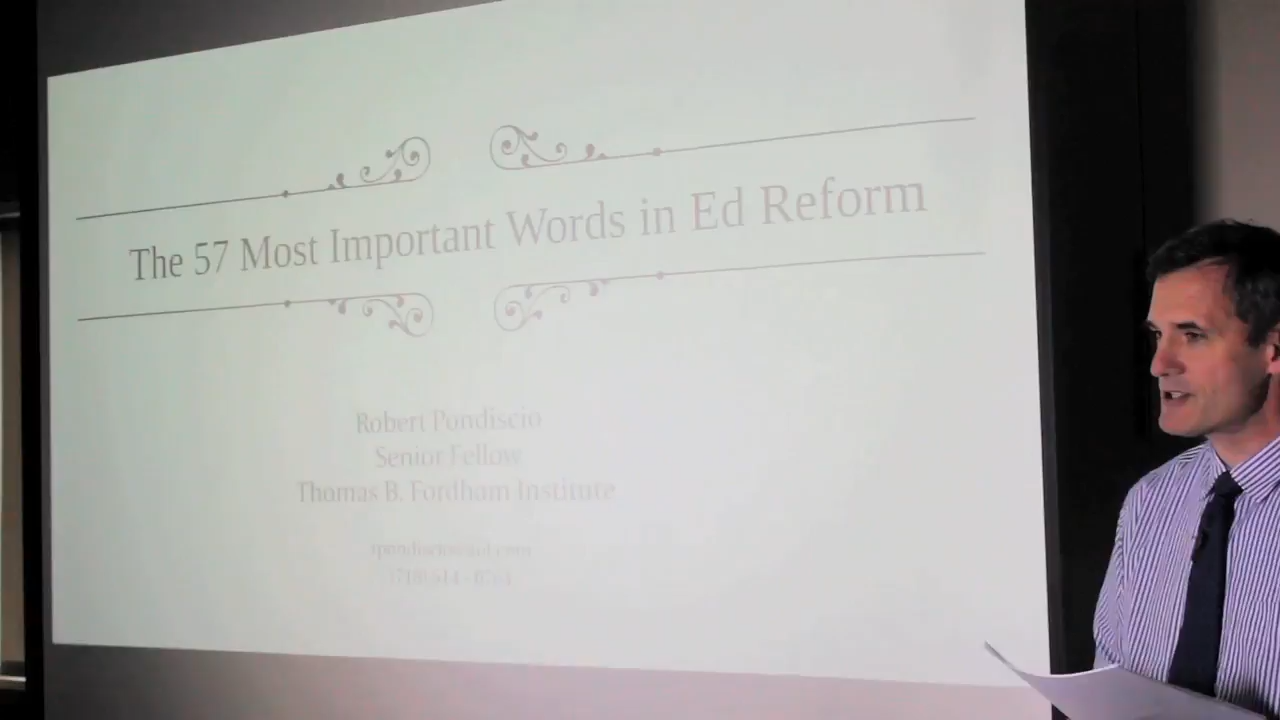 The 57 Most Important Words in Ed Reform
Robert Pondiscio
Senior Fellow
Thomas B. Fordham Institute